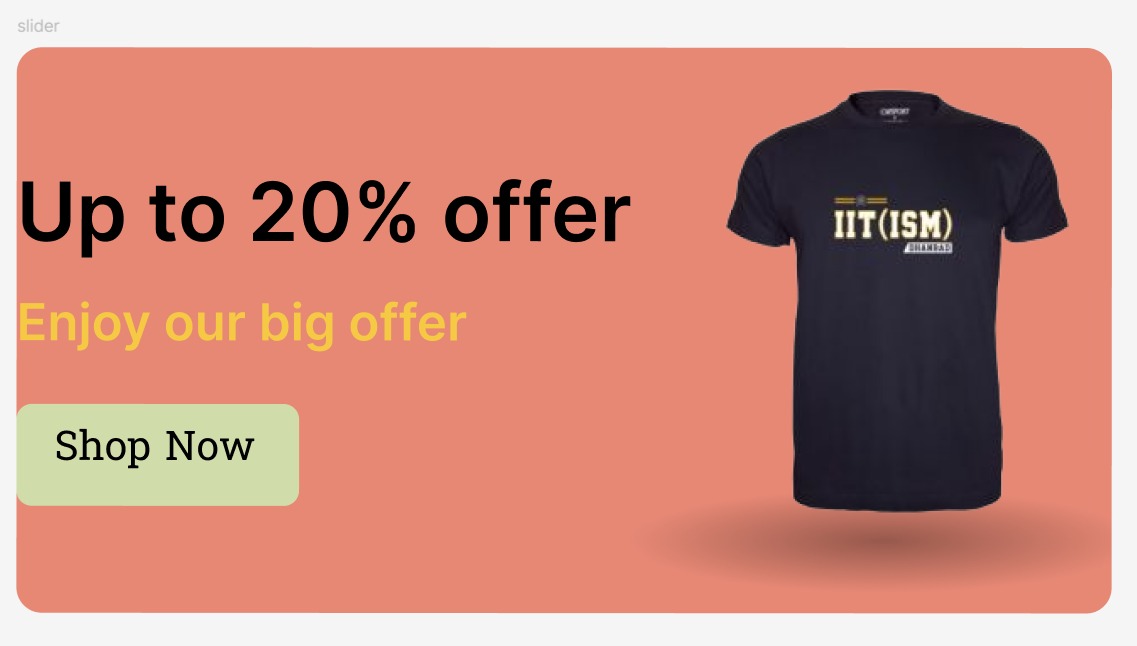 slider
Up to 20% offer
Enjoy our big offer
Shop Now
IIT(ISM)
DHANBAD